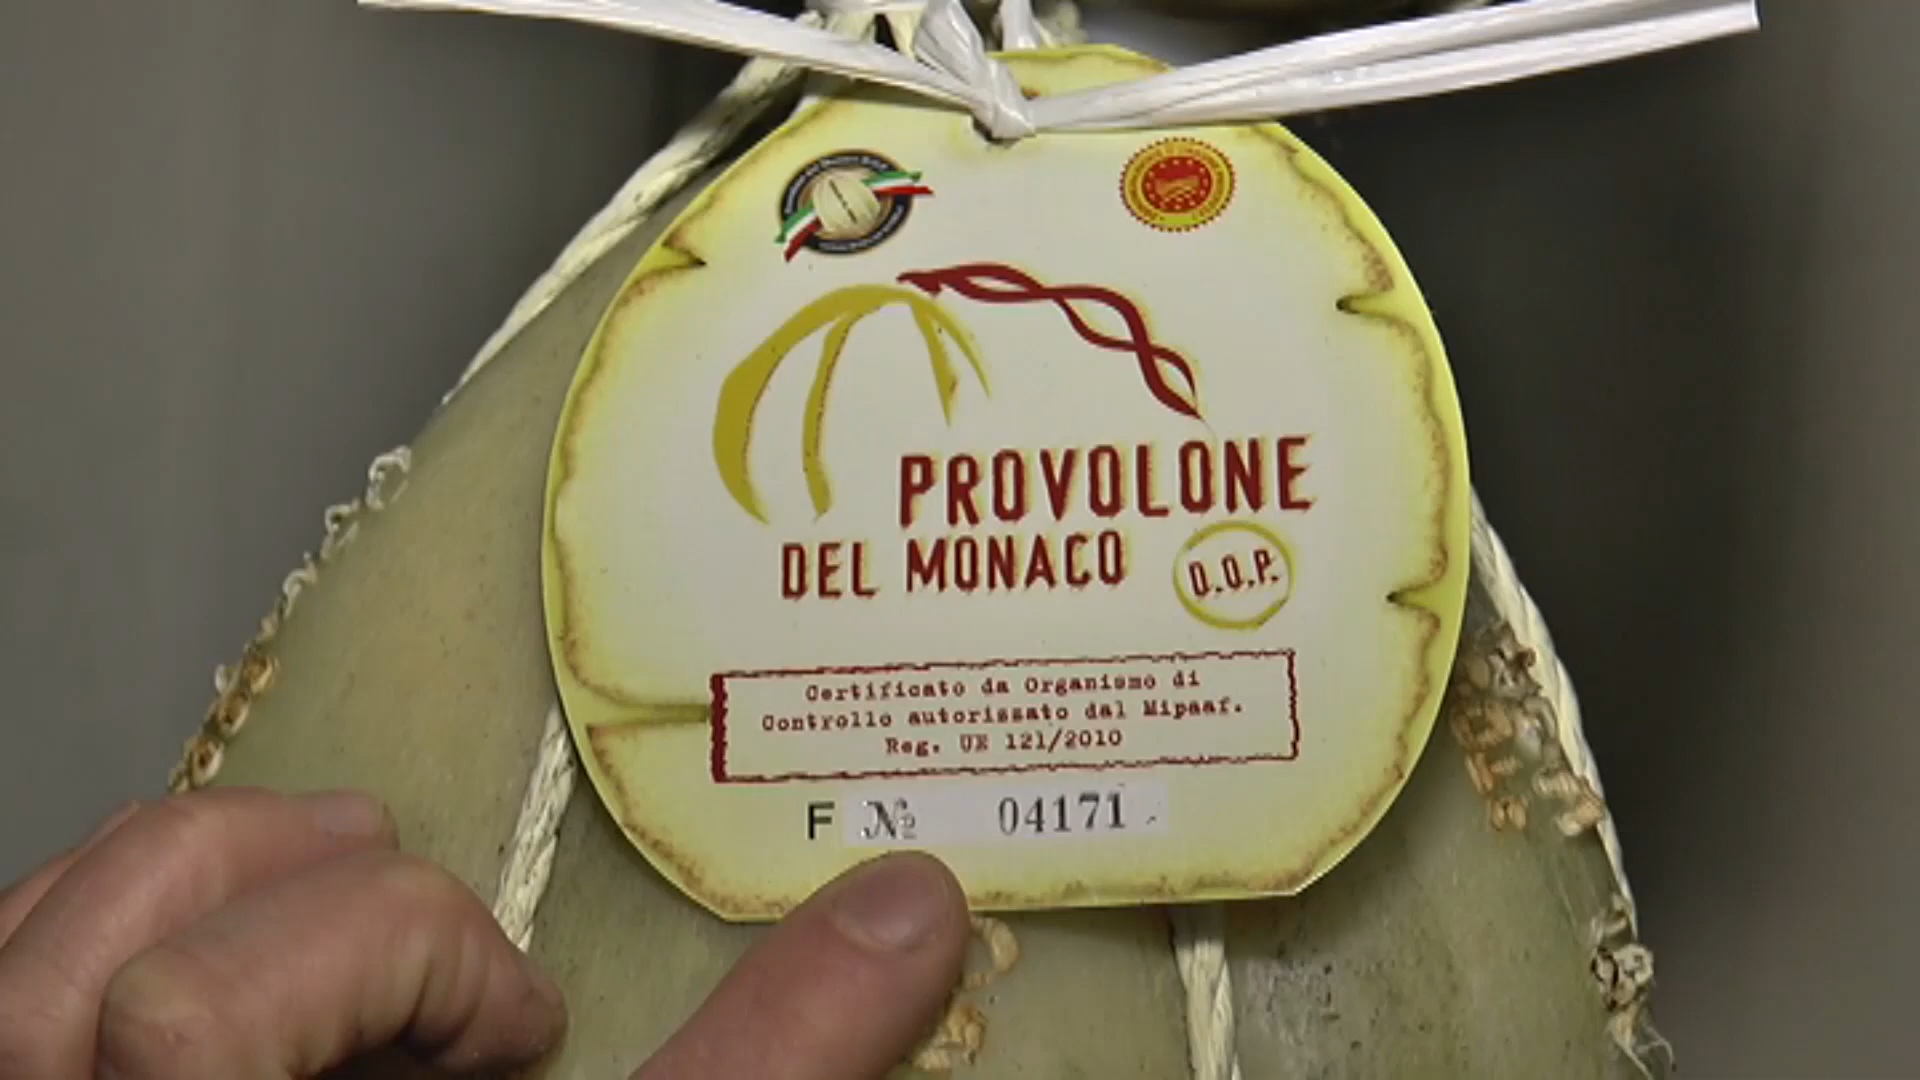 PROVOLONE
DEL MONACO D.O.P.
Certificato da Organismo di
Controllo autorizzato dal Mipaaf.
Reg. UE 121/2010
F № 04171